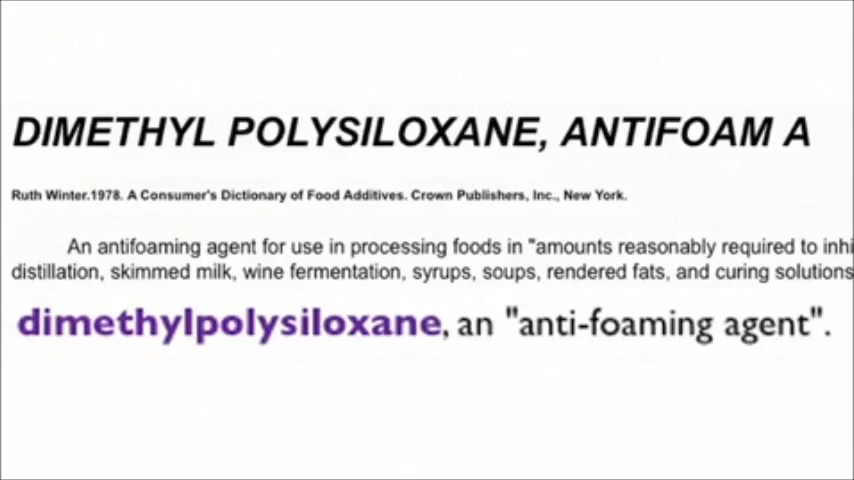 DIMETHYL POLYSILOXANE, ANTIFOAM A
Ruth Winter.1978. A Consumer's Dictionary of Food Additives. Crown Publishers, Inc., New York.
An antifoaming agent for use in processing foods in "amounts reasonably required to inhi
distillation, skimmed milk, wine fermentation, syrups, soups, rendered fats, and curing solutions
dimethylpolysiloxane, an "anti-foaming agent".